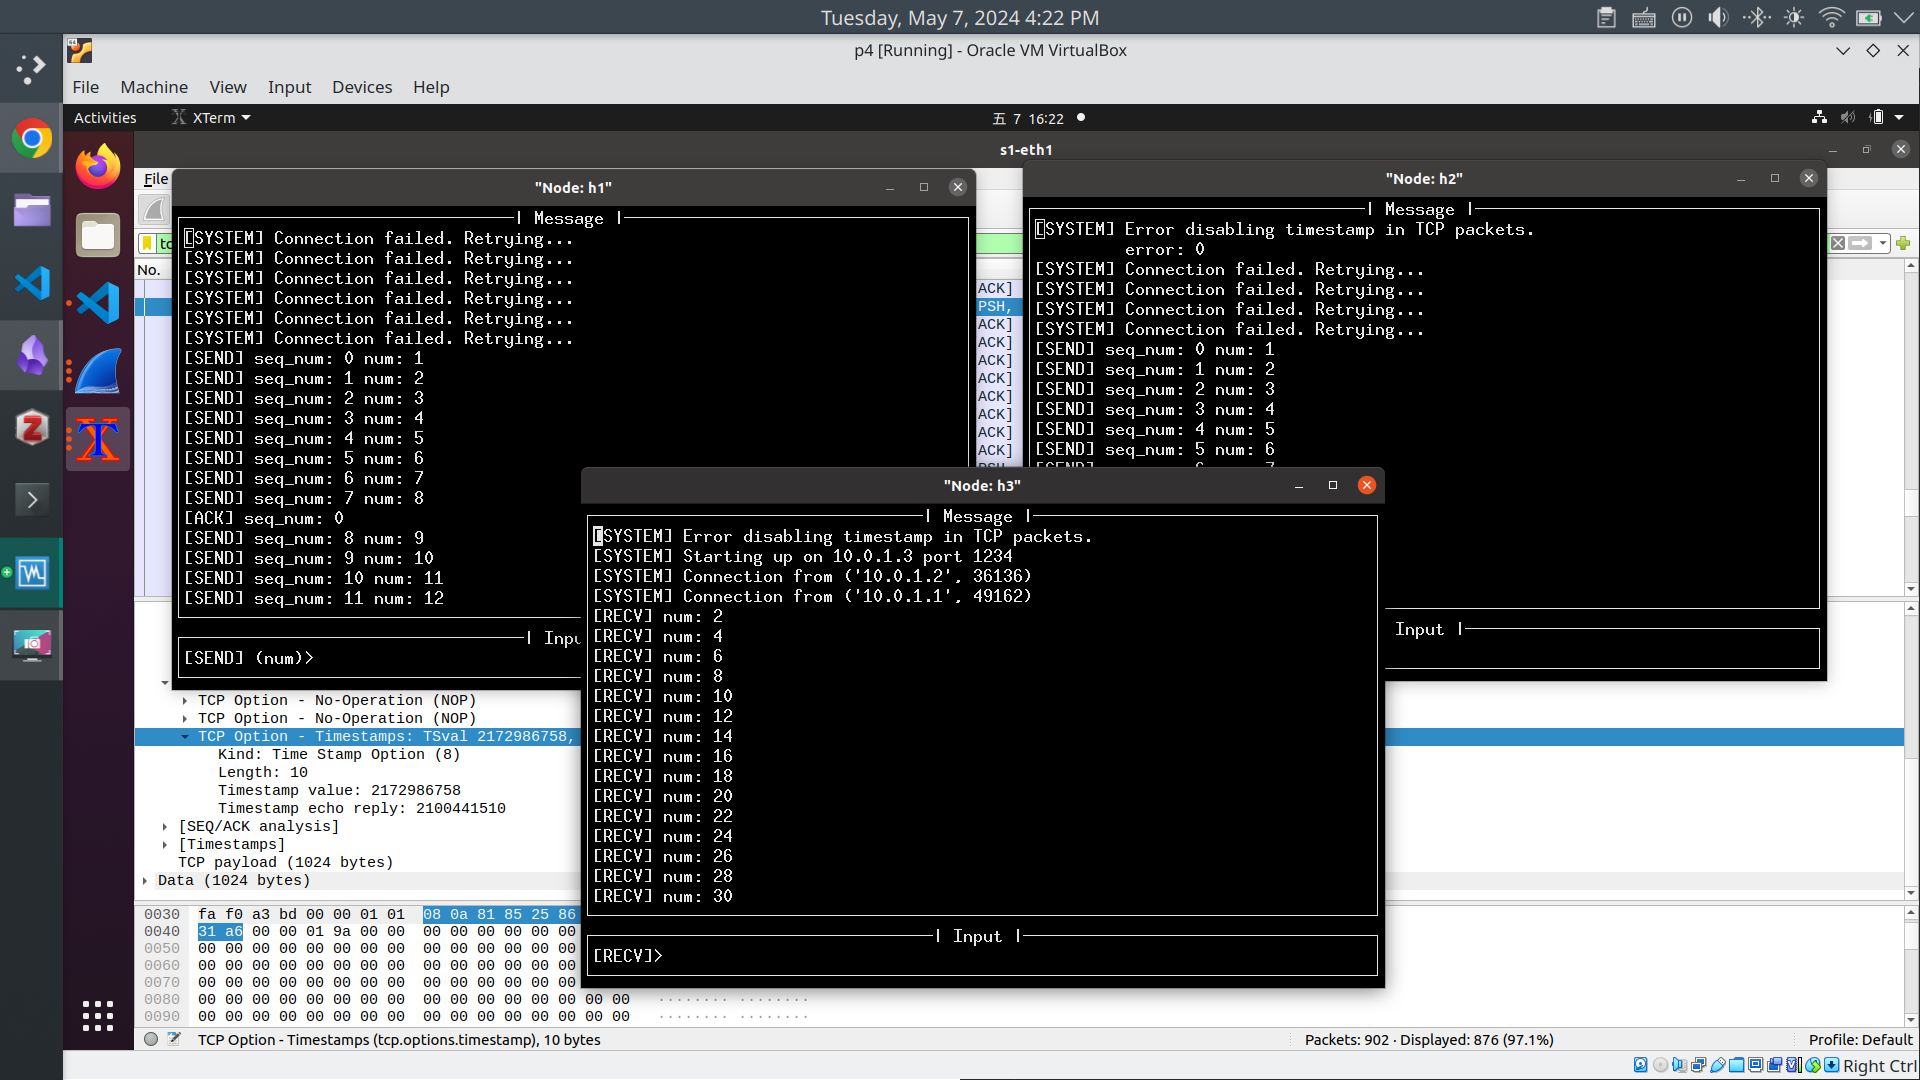 Tuesday, May 7, 2024 4:22 PM
p4 [Running] - Oracle VM VirtualBox
File Machine View Input Devices Help
Activities XTerm 五 7 16:22
s1-eth1
File
No.
"Node: h1"
Message
[SYSTEM] Connection failed. Retrying...
[SYSTEM] Connection failed. Retrying...
[SYSTEM] Connection failed. Retrying...
[SYSTEM] Connection failed. Retrying...
[SYSTEM] Connection failed. Retrying...
[SYSTEM] Connection failed. Retrying...
[SEND] seq_num: 0 num: 1
[SEND] seq_num: 1 num: 2
[SEND] seq_num: 2 num: 3
[SEND] seq_num: 3 num: 4
[SEND] seq_num: 4 num: 5
[SEND] seq_num: 5 num: 6
[SEND] seq_num: 6 num: 7
[SEND] seq_num: 7 num: 8
[ACK] seq_num: 0
[SEND] seq_num: 8 num: 9
[SEND] seq_num: 9 num: 10
[SEND] seq_num: 10 num: 11
[SEND] seq_num: 11 num: 12
[SEND] (num)>
ACK]
PSH,
ACK]
ACK]
ACK]
ACK]
ACK]
ACK]
ACK]
ACK]
"Node: h2"
Message
[SYSTEM] Error disabling timestamp in TCP packets.
error: 0
[SYSTEM] Connection failed. Retrying...
[SYSTEM] Connection failed. Retrying...
[SYSTEM] Connection failed. Retrying...
[SYSTEM] Connection failed. Retrying...
[SEND] seq_num: 0 num: 1
[SEND] seq_num: 1 num: 2
[SEND] seq_num: 2 num: 3
[SEND] seq_num: 3 num: 4
[SEND] seq_num: 4 num: 5
[SEND] seq_num: 5 num: 6
Input
"Node: h3"
Message
[SYSTEM] Error disabling timestamp in TCP packets.
[SYSTEM] Starting up on 10.0.1.3 port 1234
[SYSTEM] Connection from ('10.0.1.2', 36136)
[SYSTEM] Connection from ('10.0.1.1', 49162)
[RECV] num: 2
[RECV] num: 4
[RECV] num: 6
[RECV] num: 8
[RECV] num: 10
[RECV] num: 12
[RECV] num: 14
[RECV] num: 16
[RECV] num: 18
[RECV] num: 20
[RECV] num: 22
[RECV] num: 24
[RECV] num: 26
[RECV] num: 28
[RECV] num: 30
Input
[RECV]>
TCP Option - No-Operation (NOP)
TCP Option - No-Operation (NOP)
TCP Option - Timestamps: TSval 2172986758,
Kind: Time Stamp Option (8)
Length: 10
Timestamp value: 2172986758
Timestamp echo reply: 2100441510
[SEQ/ACK analysis]
[Timestamps]
TCP payload (1024 bytes)
Data (1024 bytes)
0030 fa f0 a3 bd 00 00 01 01 08 0a 81 85 25 86
0040 31 a6 00 00 01 9a 00 00 00 00 00 00 00 00
0050 00 00 00 00 00 00 00 00 00 00 00 00 00 00
0060 00 00 00 00 00 00 00 00 00 00 00 00 00 00
0070 00 00 00 00 00 00 00 00 00 00 00 00 00 00
0080 00 00 00 00 00 00 00 00 00 00 00 00 00 00 00 00 ········ ········
0090 00 00 00 00 00 00 00 00 00 00 00 00 00 00 00 00 ········ ········
TCP Option - Timestamps (tcp.options.timestamp), 10 bytes Packets: 902 · Displayed: 876 (97.1%) Profile: Default
Right Ctrl